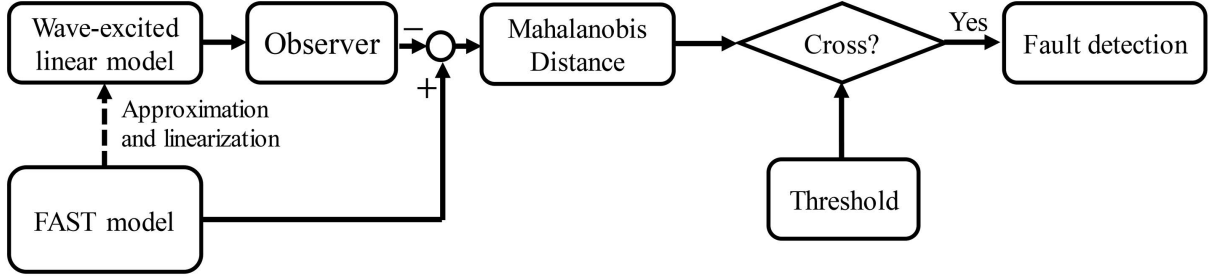 Wave-excited
linear model
Observer
−
+
Mahalanobis
Distance
Cross?
Yes
Fault detection
Approximation
and linearization
FAST model
Threshold